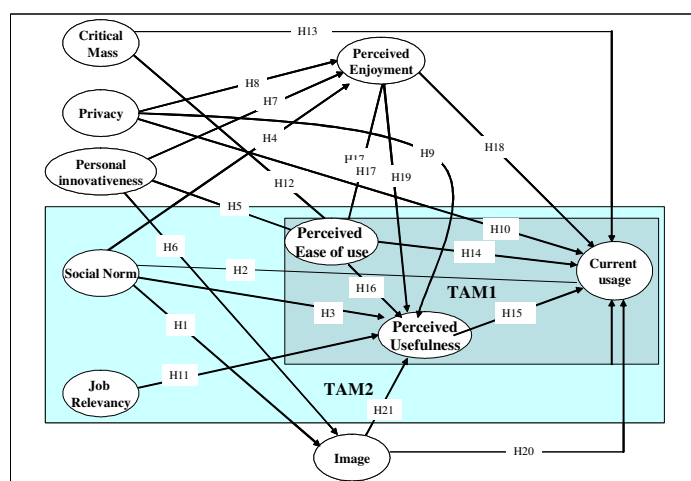 Critical
Mass
H13
Perceived
Enjoyment
H8
H7
Privacy
H4
H9
H18
H17
H17
Personal
innovativeness
H19
H12
H5
H10
Perceived
Ease of use
H6
H14
Social Norm
H2
Current
usage
H16
TAM1
H3
H15
H1
Perceived
Usefulness
H11
Job
Relevancy
TAM2
H21
Image
H20